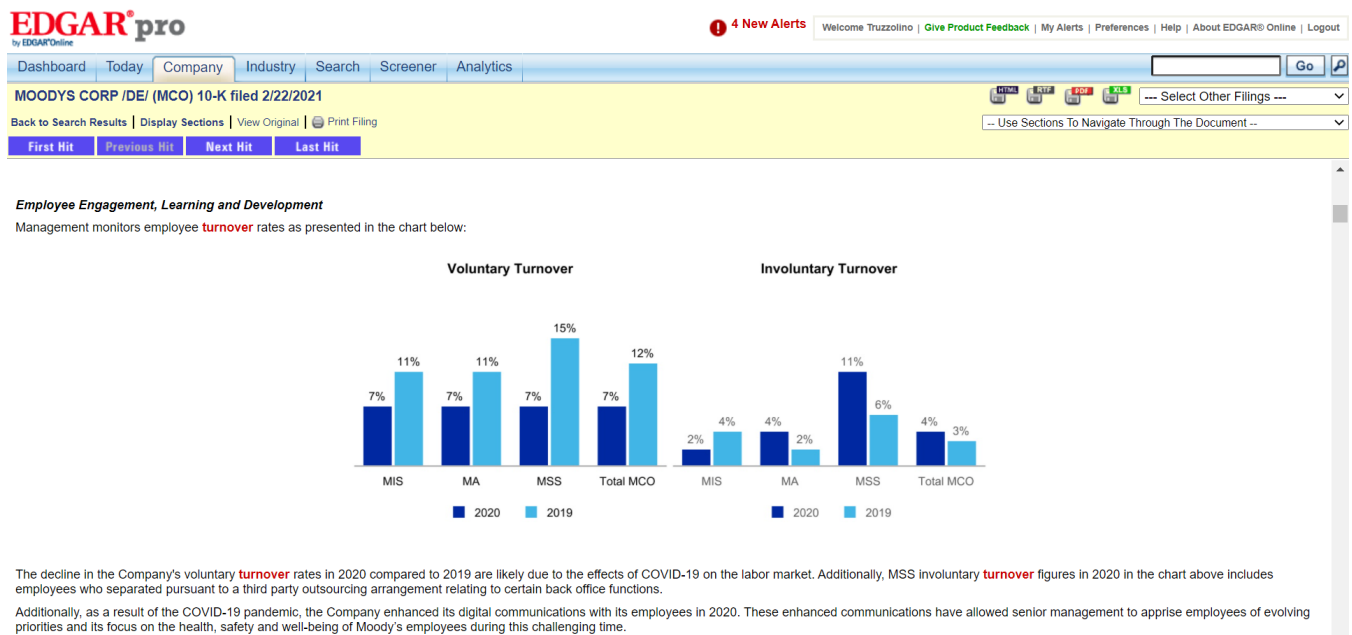 EDGAR®pro
by EDGAR®Online
4 New Alerts
Welcome Truzzolino | Give Product Feedback | My Alerts | Preferences | Help | About EDGAR® Online | Logout
Dashboard Today Company Industry Search Screener Analytics
Go
MOODYS CORP /DE/ (MCO) 10-K filed 2/22/2021
HTML RTF PDF XLS
--- Select Other Filings ---
Back to Search Results | Display Sections | View Original | Print Filing
-- Use Sections To Navigate Through The Document --
First Hit Previous Hit Next Hit Last Hit
Employee Engagement, Learning and Development
Management monitors employee turnover rates as presented in the chart below:
Voluntary Turnover
7% 11% 7% 11% 7% 15% 7% 12%
MIS MA MSS Total MCO
2020 2019
Involuntary Turnover
2% 4% 4% 2% 11% 6% 4% 3%
MIS MA MSS Total MCO
2020 2019
The decline in the Company's voluntary turnover rates in 2020 compared to 2019 are likely due to the effects of COVID-19 on the labor market. Additionally, MSS involuntary turnover figures in 2020 in the chart above includes
employees who separated pursuant to a third party outsourcing arrangement relating to certain back office functions.
Additionally, as a result of the COVID-19 pandemic, the Company enhanced its digital communications with its employees in 2020. These enhanced communications have allowed senior management to apprise employees of evolving
priorities and its focus on the health, safety and well-being of Moody's employees during this challenging time.